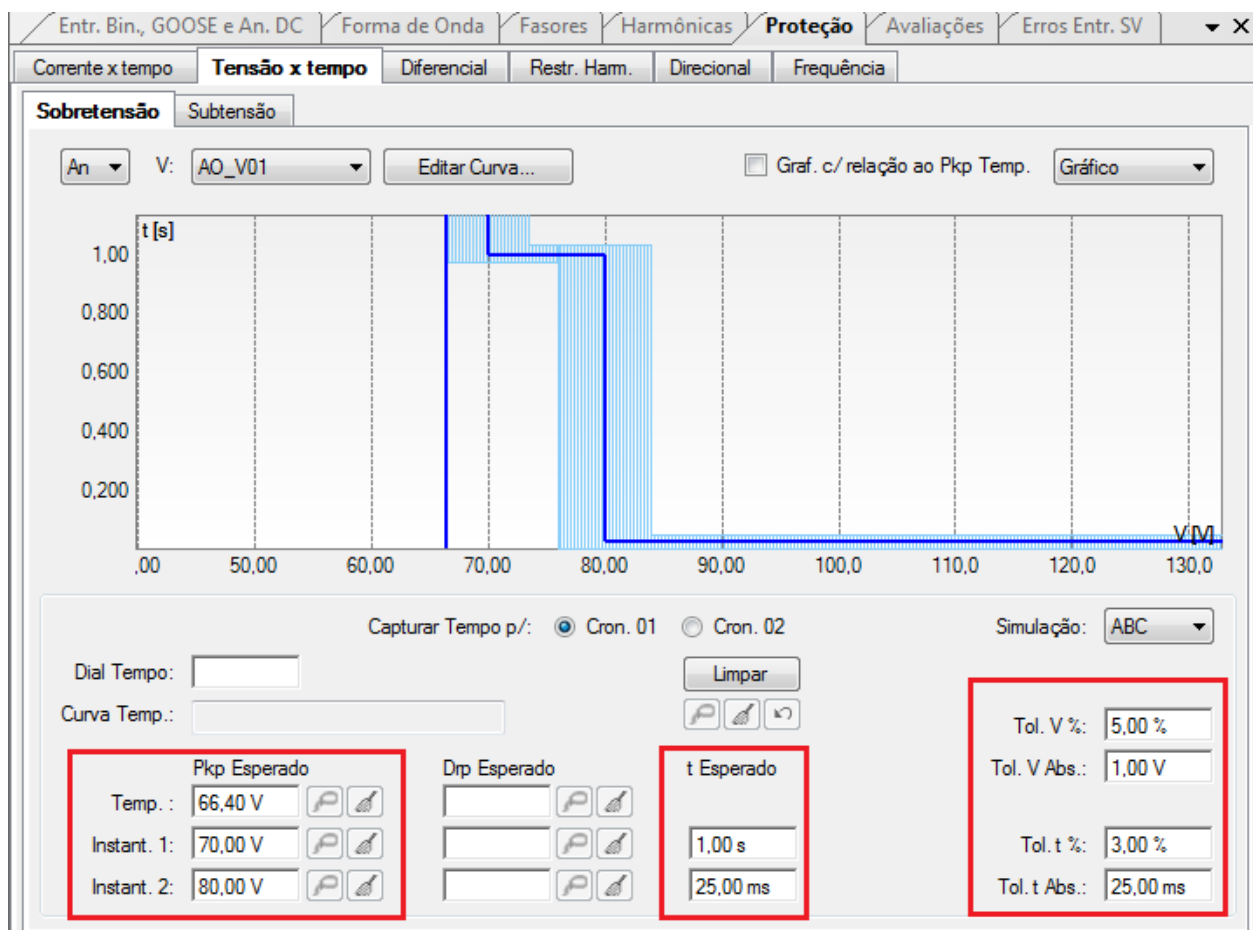 Entr. Bin., GOOSE e An. DC Forma de Onda Fasores Harmônicas Proteção Avaliações Erros Entr. SV
Corrente x tempo Tensão x tempo Diferencial Restr. Harm. Direcional Frequência
Sobretensão Subtensão
An V: AO_V01 Editar Curva... Graf. c/ relação ao Pkp Temp. Gráfico
t [s]
1,00
0,800
0,600
0,400
0,200
V [V]
,00 50,00 60,00 70,00 80,00 90,00 100,0 110,0 120,0 130,0
Capturar Tempo p/: Cron. 01 Cron. 02 Simulação: ABC
Dial Tempo: Limpar
Curva Temp.: Tol. V %: 5,00 %
Pkp Esperado Drp Esperado t Esperado Tol. V Abs.: 1,00 V
Temp. : 66,40 V
Instant. 1: 70,00 V 1,00 s Tol. t %: 3,00 %
Instant. 2: 80,00 V 25,00 ms Tol. t Abs.: 25,00 ms